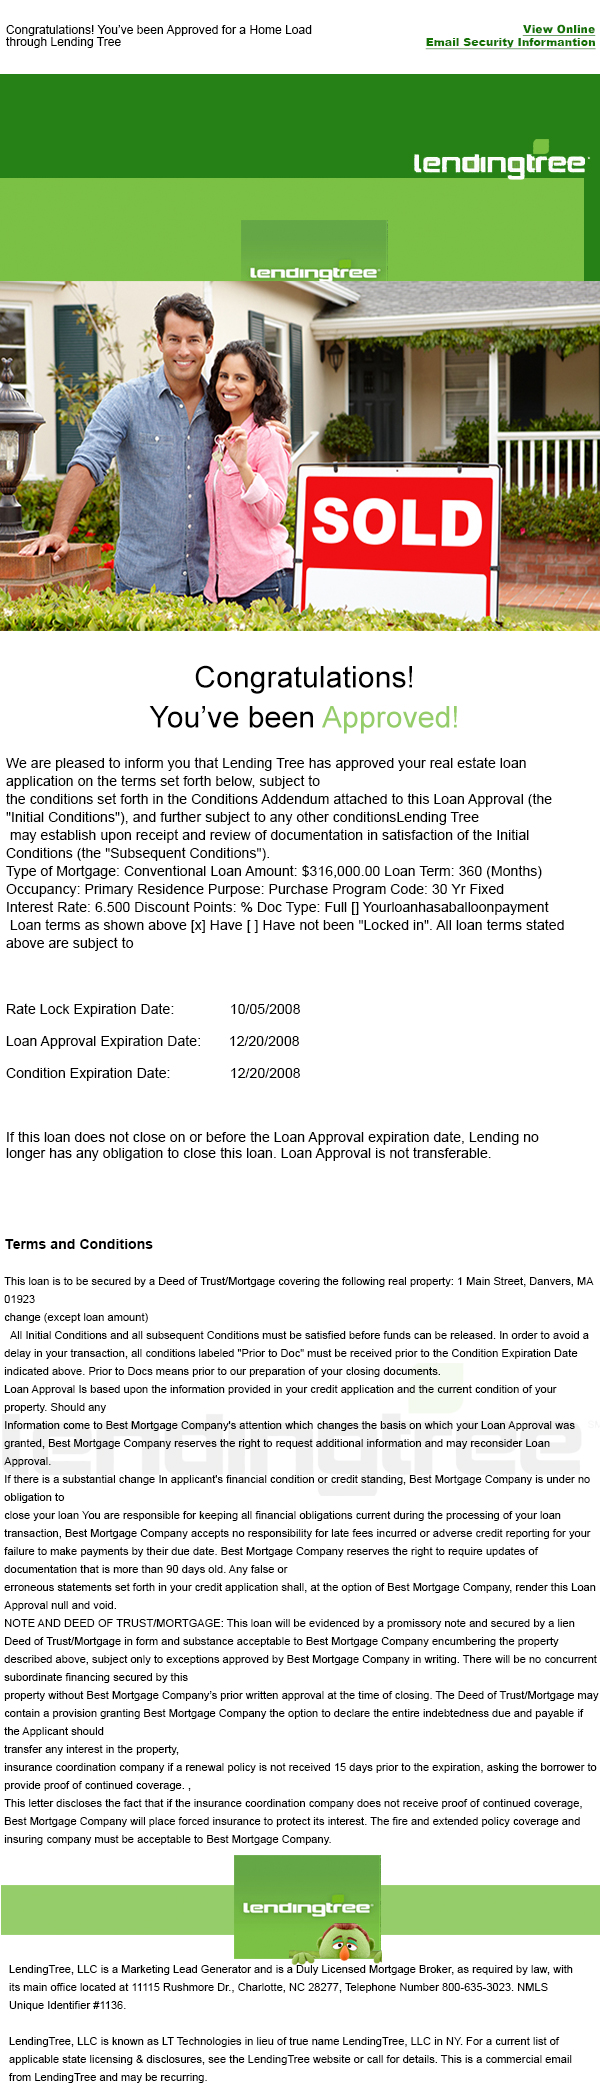 Congratulations! You've been Approved for a Home Load
through Lending Tree
View Online
Email Security Informantion
lendingtree
lendingtree
SOLD
Congratulations!
You've been Approved!
We are pleased to inform you that Lending Tree has approved your real estate loan
application on the terms set forth below, subject to
the conditions set forth in the Conditions Addendum attached to this Loan Approval (the
"Initial Conditions"), and further subject to any other conditionsLending Tree
may establish upon receipt and review of documentation in satisfaction of the Initial
Conditions (the "Subsequent Conditions").
Type of Mortgage: Conventional Loan Amount: $316,000.00 Loan Term: 360 (Months)
Occupancy: Primary Residence Purpose: Purchase Program Code: 30 Yr Fixed
Interest Rate: 6.500 Discount Points: % Doc Type: Full [] Yourloanhasaballoonpayment
Loan terms as shown above [x] Have [ ] Have not been "Locked in". All loan terms stated
above are subject to
Rate Lock Expiration Date: 10/05/2008
Loan Approval Expiration Date: 12/20/2008
Condition Expiration Date: 12/20/2008
If this loan does not close on or before the Loan Approval expiration date, Lending no
longer has any obligation to close this loan. Loan Approval is not transferable.
Terms and Conditions
This loan is to be secured by a Deed of Trust/Mortgage covering the following real property: 1 Main Street, Danvers, MA
01923
change (except loan amount)
All Initial Conditions and all subsequent Conditions must be satisfied before funds can be released. In order to avoid a
delay in your transaction, all conditions labeled "Prior to Doc" must be received prior to the Condition Expiration Date
indicated above. Prior to Docs means prior to our preparation of your closing documents.
Loan Approval Is based upon the information provided in your credit application and the current condition of your
property. Should any
Information come to Best Mortgage Company's attention which changes the basis on which your Loan Approval was
granted, Best Mortgage Company reserves the right to request additional information and may reconsider Loan
Approval.
If there is a substantial change In applicant's financial condition or credit standing, Best Mortgage Company is under no
obligation to
close your loan You are responsible for keeping all financial obligations current during the processing of your loan
transaction, Best Mortgage Company accepts no responsibility for late fees incurred or adverse credit reporting for your
failure to make payments by their due date. Best Mortgage Company reserves the right to require updates of
documentation that is more than 90 days old. Any false or
erroneous statements set forth in your credit application shall, at the option of Best Mortgage Company, render this Loan
Approval null and void.
NOTE AND DEED OF TRUST/MORTGAGE: This loan will be evidenced by a promissory note and secured by a lien
Deed of Trust/Mortgage in form and substance acceptable to Best Mortgage Company encumbering the property
described above, subject only to exceptions approved by Best Mortgage Company in writing. There will be no concurrent
subordinate financing secured by this
property without Best Mortgage Company's prior written approval at the time of closing. The Deed of Trust/Mortgage may
contain a provision granting Best Mortgage Company the option to declare the entire indebtedness due and payable if
the Applicant should
transfer any interest in the property,
insurance coordination company if a renewal policy is not received 15 days prior to the expiration, asking the borrower to
provide proof of continued coverage. ,
This letter discloses the fact that if the insurance coordination company does not receive proof of continued coverage,
Best Mortgage Company will place forced insurance to protect its interest. The fire and extended policy coverage and
insuring company must be acceptable to Best Mortgage Company.
lendingtree
lendingtree
LendingTree, LLC is a Marketing Lead Generator and is a Duly Licensed Mortgage Broker, as required by law, with
its main office located at 11115 Rushmore Dr., Charlotte, NC 28277, Telephone Number 800-635-3023. NMLS
Unique Identifier #1136.
LendingTree, LLC is known as LT Technologies in lieu of true name LendingTree, LLC in NY. For a current list of
applicable state licensing & disclosures, see the LendingTree website or call for details. This is a commercial email
from LendingTree and may be recurring.